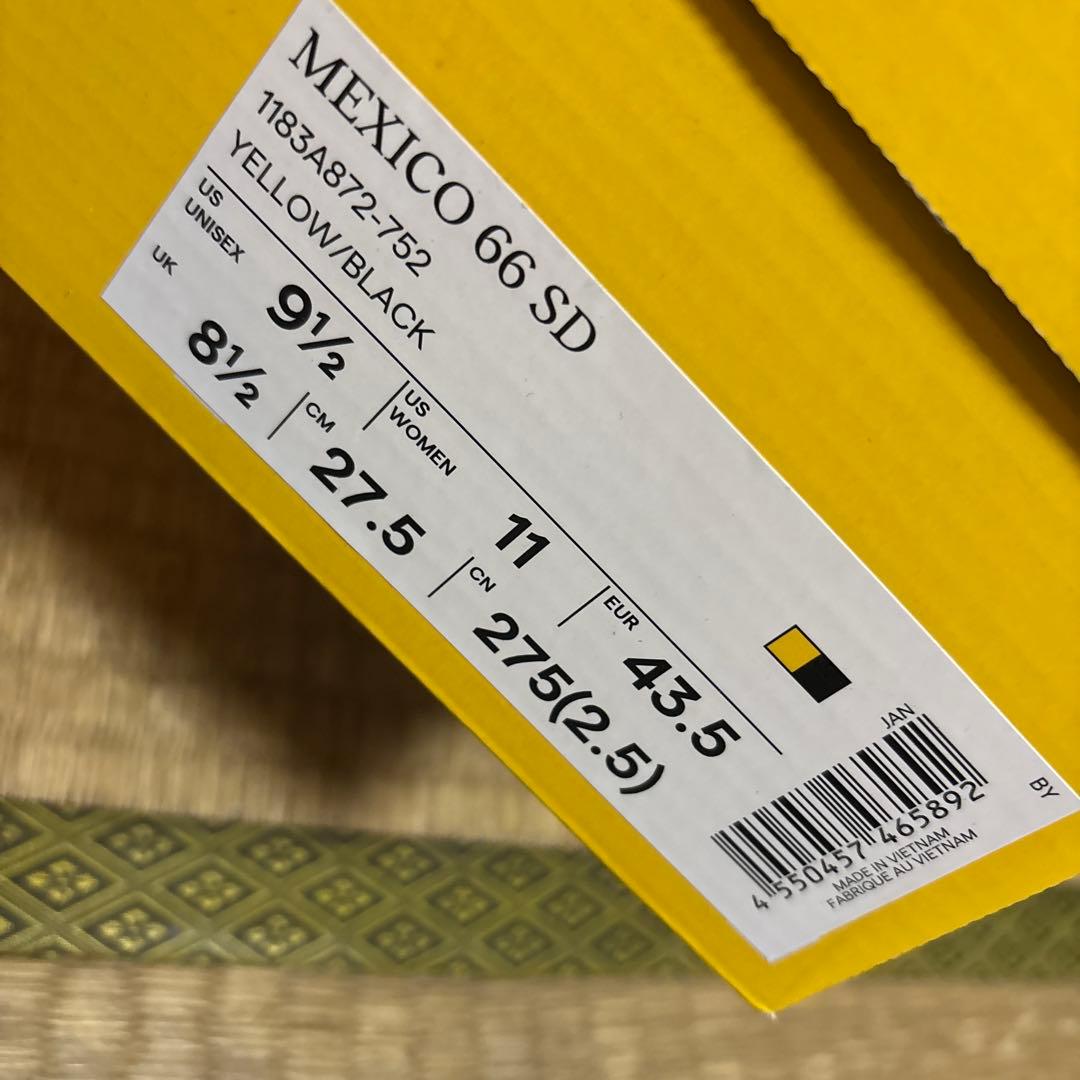 MEXICO 66 SD
1183A872-752
YELLOW/BLACK
US UNISEX 9½ US WOMEN 11 EUR 43.5
UK 8½ CM 27.5 CN 275(2.5)
JAN
4 550457 465892
MADE IN VIETNAM
FABRIQUE AU VIETNAM
BY